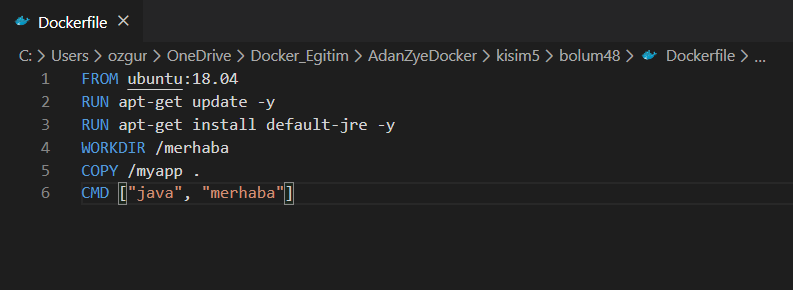 Dockerfile ×
C: > Users > ozgur > OneDrive > Docker_Egitim > AdanZyeDocker > kisim5 > bolum48 > Dockerfile > ...
1 FROM ubuntu:18.04
2 RUN apt-get update -y
3 RUN apt-get install default-jre -y
4 WORKDIR /merhaba
5 COPY /myapp .
6 CMD ["java", "merhaba"]